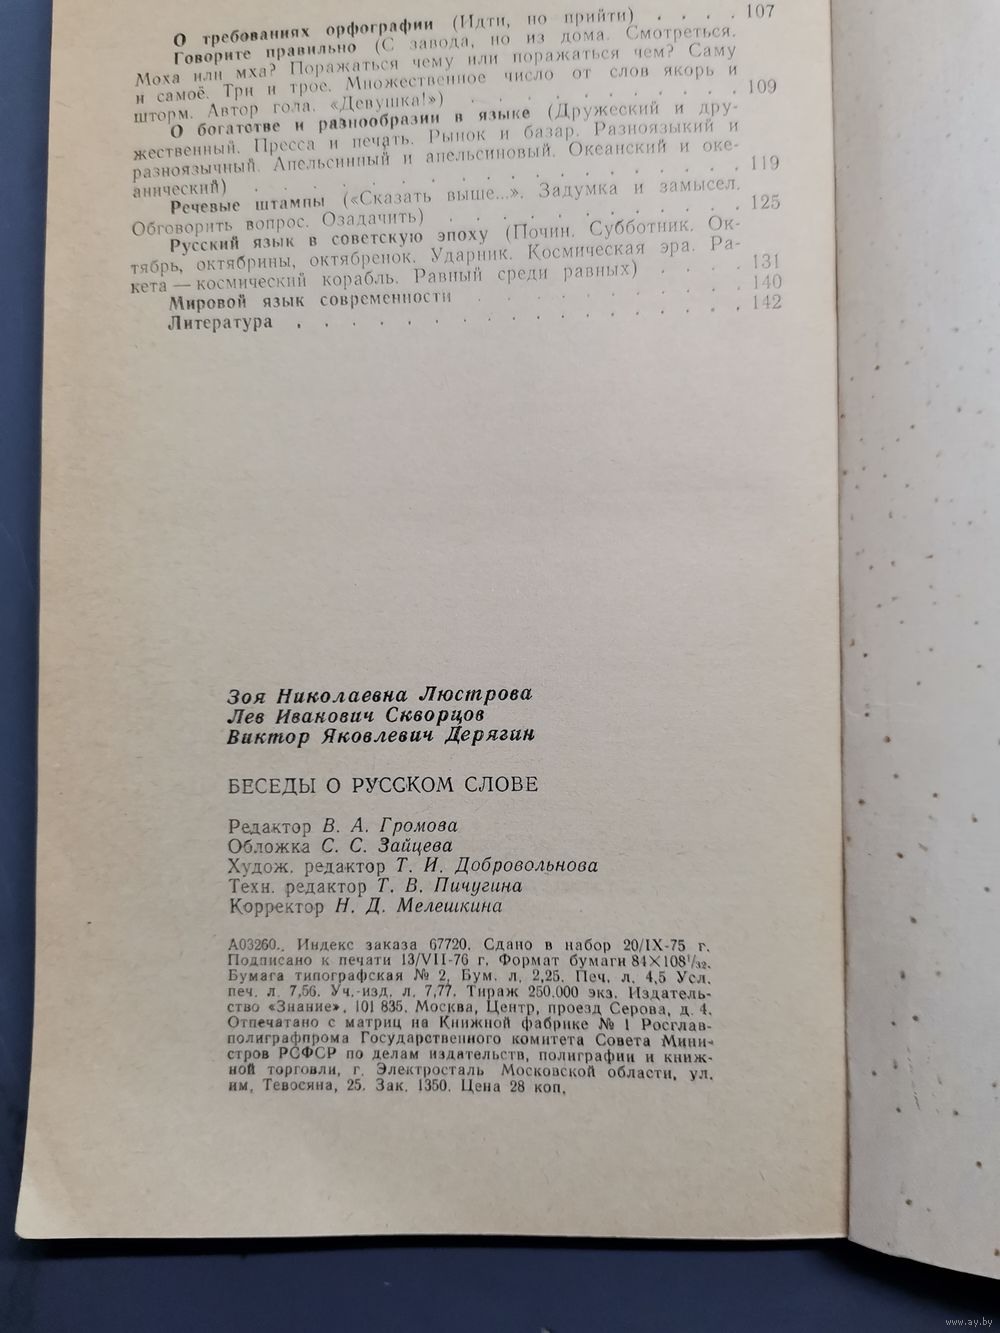 О требованиях орфографии (Идти, но прийти) . . . . 107
Говорите правильно (С завода, но из дома. Смотреться.
Моха или мха? Поражаться чему или поражаться чем? Саму
и самоё. Три и трое. Множественное число от слов якорь и
шторм. Автор гола. «Девушка!») . . . . . . . . . . 109
О богатстве и разнообразии в языке (Дружеский и дру-
жественный. Пресса и печать. Рынок и базар. Разноязыкий и
разноязычный. Апельсинный и апельсиновый. Океанский и оке-
анический) . . . . . . . . . . . . . . . . . 119
Речевые штампы («Сказать выше...». Задумка и замысел.
Обговорить вопрос. Озадачить) . . . . . . . . . . . 125
Русский язык в советскую эпоху (Почин. Субботник. Ок-
тябрь, октябрины, октябренок. Ударник. Космическая эра. Ра-
кета — космический корабль. Равный среди равных) . . . . 131
Мировой язык современности . . . . . . . . . . 140
Литература . . . . . . . . . . . . . . . . . 142
Зоя Николаевна Люстрова
Лев Иванович Скворцов
Виктор Яковлевич Дерягин
БЕСЕДЫ О РУССКОМ СЛОВЕ
Редактор В. А. Громова
Обложка С. С. Зайцева
Худож. редактор Т. И. Добровольнова
Техн. редактор Т. В. Пичугина
Корректор Н. Д. Мелешкина
А03260.. Индекс заказа 67720. Сдано в набор 20/IX-75 г.
Подписано к печати 13/VII-76 г. Формат бумаги 84×108¹/₃₂.
Бумага типографская № 2. Бум. л. 2,25. Печ. л. 4,5 Усл.
печ. л. 7,56. Уч.-изд. л. 7,77. Тираж 250.000 экз. Издатель-
ство «Знание». 101 835. Москва, Центр, проезд Серова, д. 4.
Отпечатано с матриц на Книжной фабрике № 1 Росглав-
полиграфпрома Государственного комитета Совета Мини-
стров РСФСР по делам издательств, полиграфии и книж-
ной торговли, г. Электросталь Московской области, ул.
им. Тевосяна, 25. Зак. 1350. Цена 28 коп.
www.ay.by